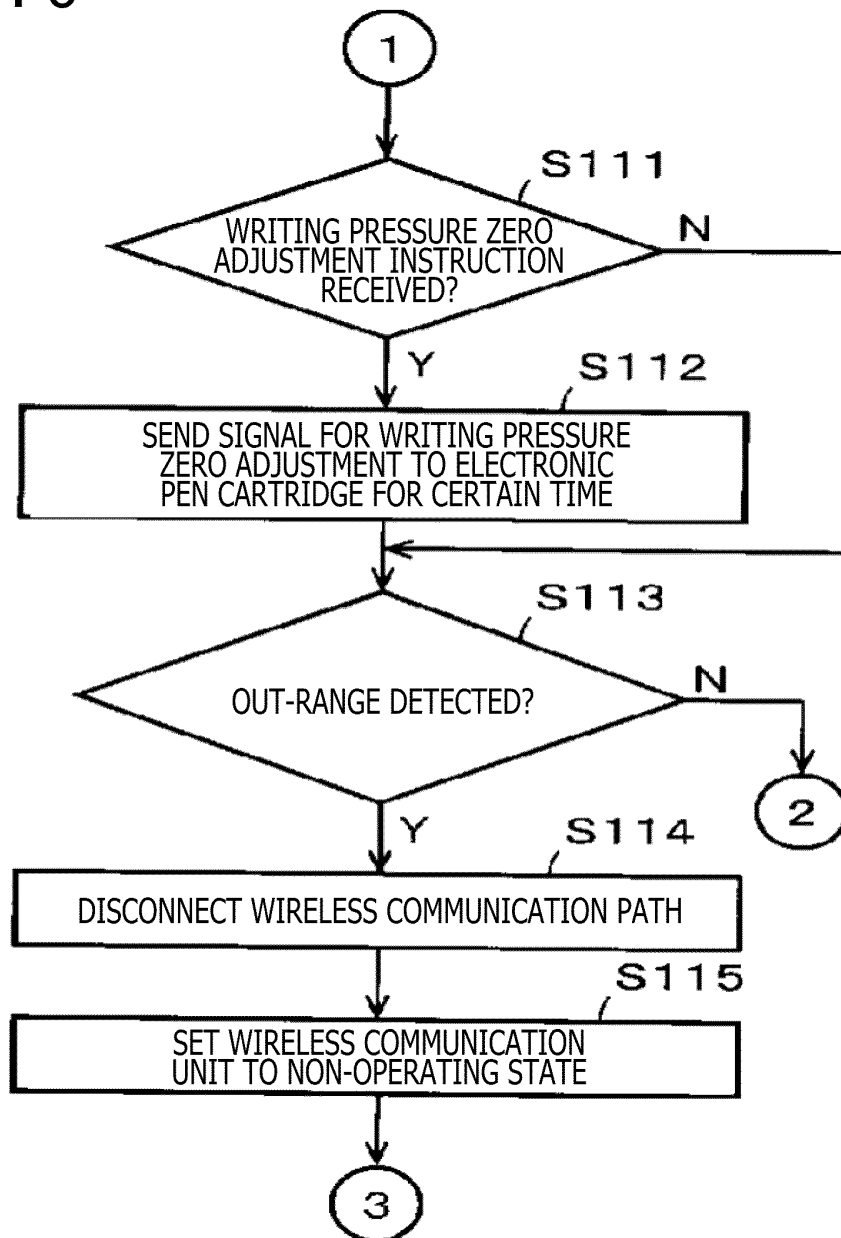 1
S111
WRITING PRESSURE ZERO
ADJUSTMENT INSTRUCTION
RECEIVED?
N
Y
S112
SEND SIGNAL FOR WRITING PRESSURE
ZERO ADJUSTMENT TO ELECTRONIC
PEN CARTRIDGE FOR CERTAIN TIME
S113
OUT-RANGE DETECTED?
N
2
Y
S114
DISCONNECT WIRELESS COMMUNICATION PATH
S115
SET WIRELESS COMMUNICATION
UNIT TO NON-OPERATING STATE
3